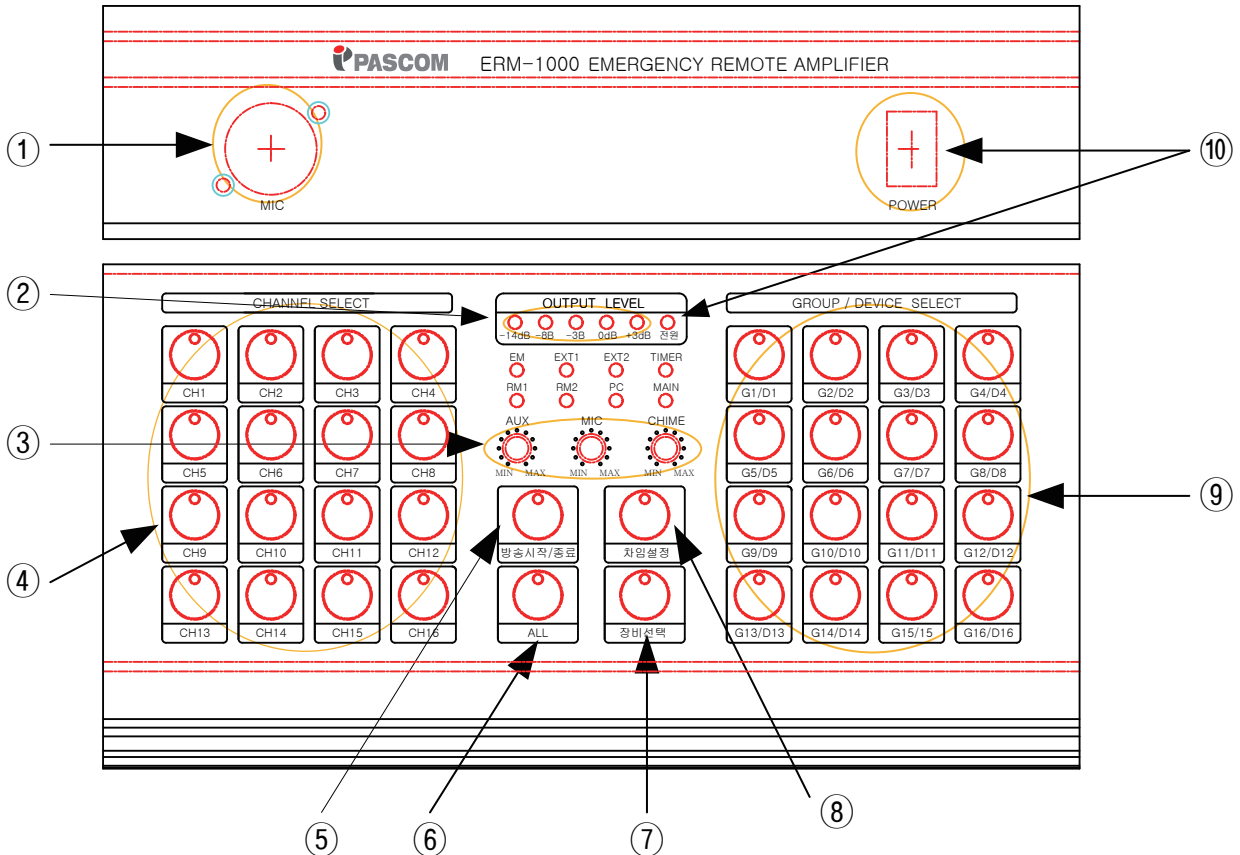 PASCOM ERM-1000 EMERGENCY REMOTE AMPLIFIER
① ⑩
MIC POWER
② CHANNEL SELECT OUTPUT LEVEL GROUP / DEVICE SELECT
-14dB -8B -3B 0dB +3dB 전원
EM EXT1 EXT2 TIMER
CH1 CH2 CH3 CH4 RM1 RM2 PC MAIN G1/D1 G2/D2 G3/D3 G4/D4
③ AUX MIC CHIME
CH5 CH6 CH7 CH8 MIN MAX MIN MAX MIN MAX G5/D5 G6/D6 G7/D7 G8/D8
⑨
CH9 CH10 CH11 CH12 방송시작/종료 차임설정 G9/D9 G10/D10 G11/D11 G12/D12
④
CH13 CH14 CH15 CH16 ALL 장비선택 G13/D13 G14/D14 G15/15 G16/D16
⑤ ⑥ ⑦ ⑧